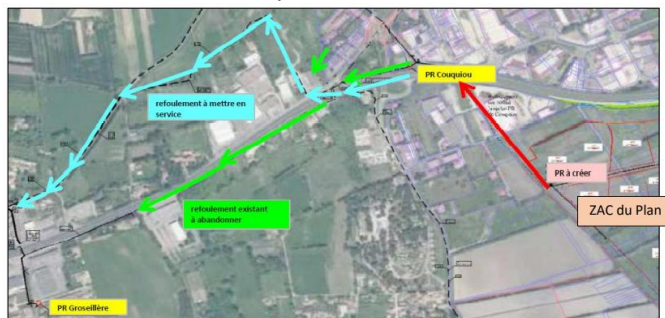 PR Couquiou
refoulement à mettre en
service
PR à créer
ZAC du Plan
refoulement existant
à abandonner
PR Groseillère